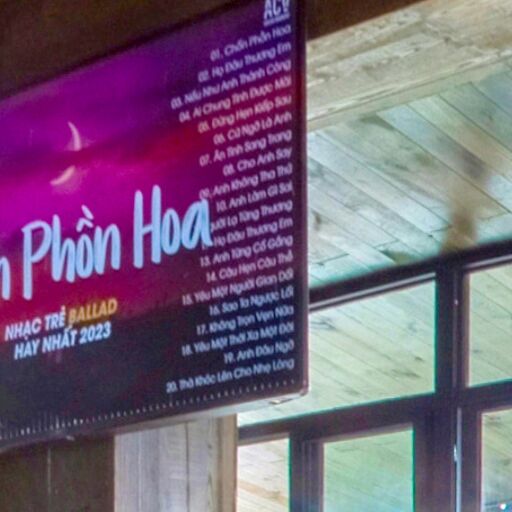 ACV
01. Chốn Phồn Hoa
02. Họ Đâu Thương Em
03. Nếu Như Anh Thành Công
04. Ai Chung Tình Được Mãi
05. Đừng Hẹn Kiếp Sau
06. Cứ Ngỡ Là Anh
07. Ân Tình Sang Trang
08. Cho Anh Say
09. Anh Không Tha Thứ
10. Anh Làm Gì Sai
Từng Thương
Họ Đâu Thương Em
13. Anh Từng Cố Gắng
14. Câu Hẹn Câu Thề
15. Yêu Một Người Gian Dối
16. Sao Ta Ngược Lối
17. Không Trọn Vẹn Nữa
18. Yêu Một Thời Xa Một Đời
19. Anh Đâu Ngờ
20. Thà Khóc Lên Cho Nhẹ Lòng
n Phồn Hoa
NHẠC TRẺ BALLAD
HAY NHẤT 2023